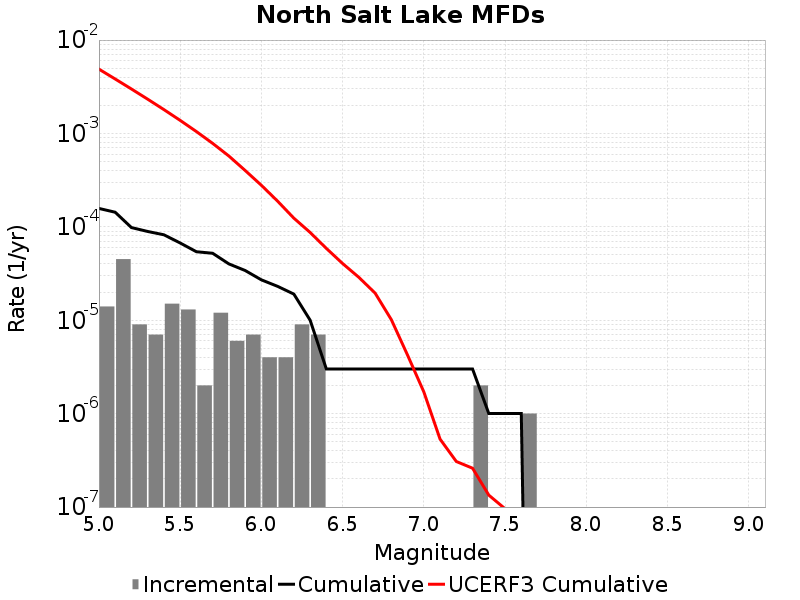 North Salt Lake MFDs
10-2
10-3
10-4
10-5
10-6
10-7
Rate (1/yr)
5.0 5.5 6.0 6.5 7.0 7.5 8.0 8.5 9.0
Magnitude
Incremental Cumulative UCERF3 Cumulative